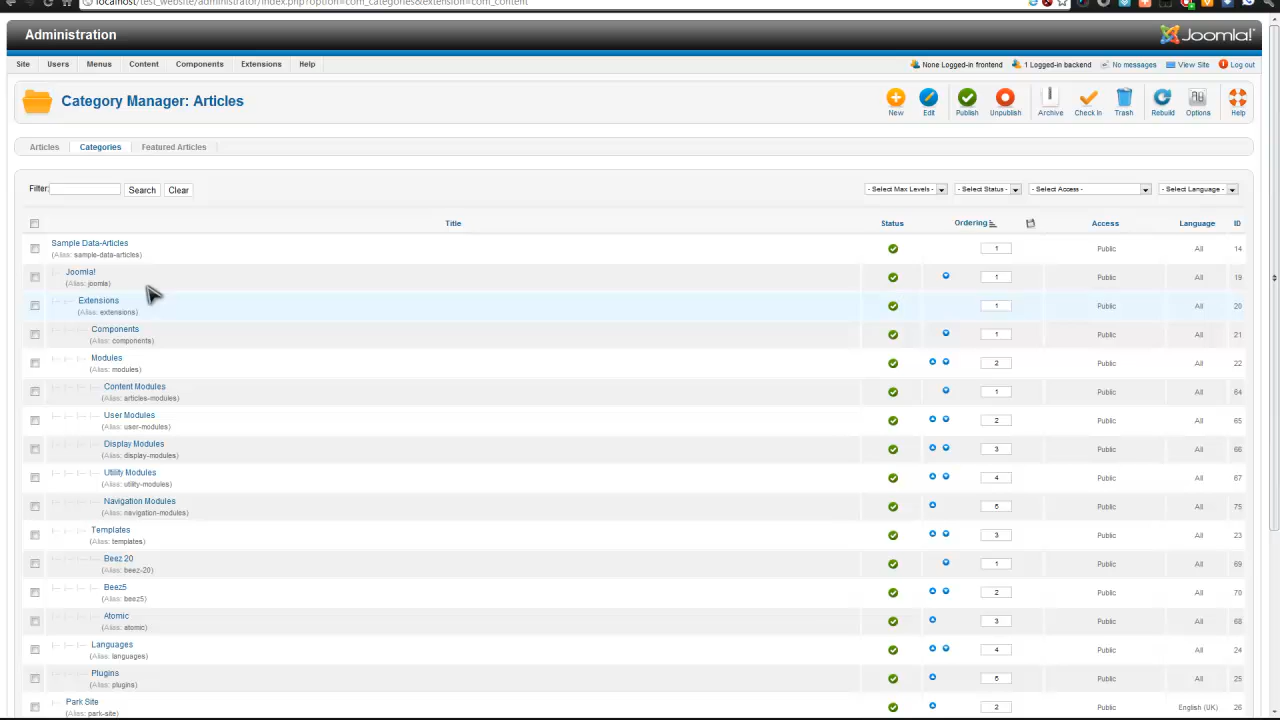 localhost/test_website/administrator/index.php?option=com_categories&extension=com_content
Administration
Joomla!
Site Users Menus Content Components Extensions Help
None Logged-in frontend 1 Logged-in backend No messages View Site Log out
Category Manager: Articles
New Edit Publish Unpublish Archive Check In Trash Rebuild Options Help
Articles Categories Featured Articles
Filter: Search Clear - Select Max Levels - - Select Status - - Select Access - - Select Language -
Title Status Ordering Access Language ID
Sample Data-Articles
(Alias: sample-data-articles) 1 Public All 14
Joomla!
(Alias: joomla) 1 Public All 19
Extensions
(Alias: extensions) 1 Public All 20
Components
(Alias: components) 1 Public All 21
Modules
(Alias: modules) 2 Public All 22
Content Modules
(Alias: articles-modules) 1 Public All 64
User Modules
(Alias: user-modules) 2 Public All 65
Display Modules
(Alias: display-modules) 3 Public All 66
Utility Modules
(Alias: utility-modules) 4 Public All 67
Navigation Modules
(Alias: navigation-modules) 5 Public All 75
Templates
(Alias: templates) 3 Public All 23
Beez 20
(Alias: beez-20) 1 Public All 69
Beez5
(Alias: beez5) 2 Public All 70
Atomic
(Alias: atomic) 3 Public All 68
Languages
(Alias: languages) 4 Public All 24
Plugins
(Alias: plugins) 5 Public All 25
Park Site
(Alias: park-site) 2 Public English (UK) 26